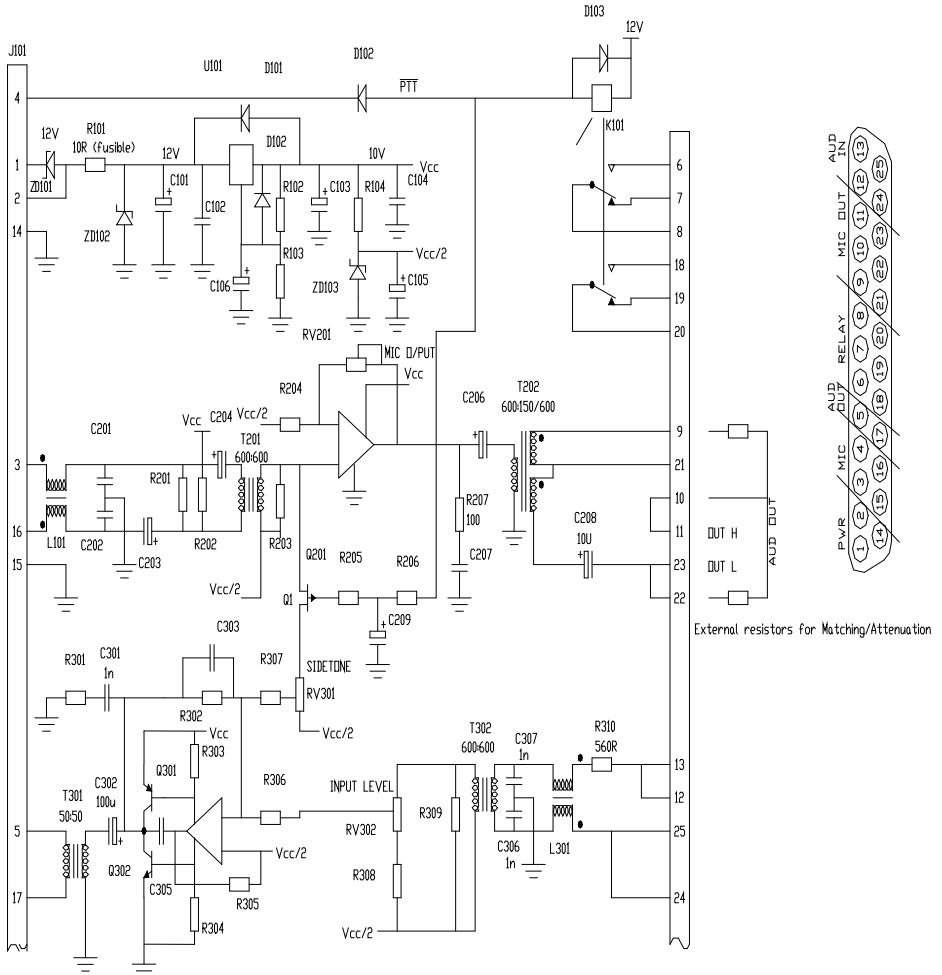 D103
12V
J101
D102
U101
D101
4
PTT
K101
12V
R101
10R (fusible)
12V
D102
10V
1
Vcc
ZD101
C101
R102
C103
R104
C104
2
C102
ZD102
14
R103
Vcc/2
C106
ZD103
C105
6
7
8
18
19
20
RV201
MIC O/PUT
R204
Vcc
C206
T202
600:150/600
Vcc
C204
Vcc/2
C201
T201
600:600
9
3
21
R201
R207
100
10
16
L101
C202
C203
R202
R203
C208
10U
11
OUT H
Q201
R205
R206
C207
15
23
OUT L
Vcc/2
Q1
22
C209
AUD OUT
External resistors for Matching/Attenuation
C303
R301
C301
1n
R307
SIDETONE
RV301
R302
Vcc/2
T302
600:600
C307
1n
R310
560R
Vcc
R303
Q301
R306
INPUT LEVEL
13
C302
100u
T301
50:50
R309
12
RV302
5
25
C306
1n
L301
Q302
C305
Vcc/2
R308
R305
17
24
R304
Vcc/2
AUD IN
MIC OUT
RELAY
AUD OUT
MIC
PWR
13
25
12
24
11
23
10
22
9
21
8
20
7
19
6
18
5
17
4
16
3
15
2
14
1